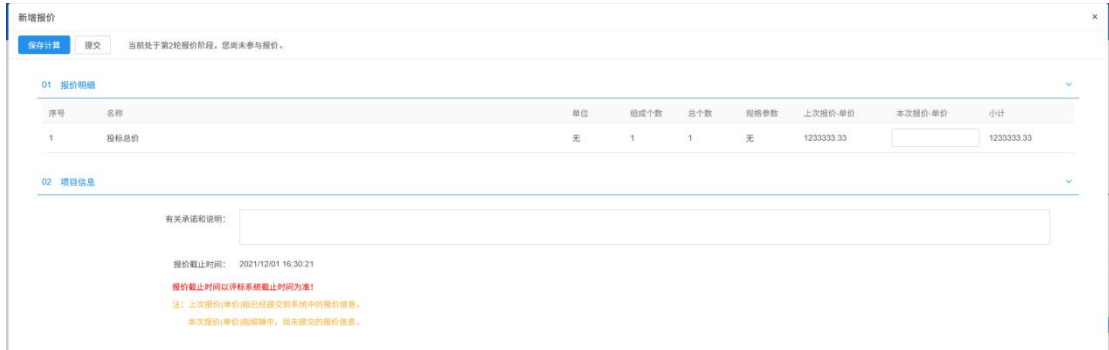 新增报价 ×
保存计算 提交 当前处于第2轮报价阶段，您尚未参与报价。
01 报价明细
序号 名称 单位 组成个数 总个数 规格参数 上次报价-单价 本次报价-单价 小计
1 投标总价 无 1 1 无 1233333.33 1233333.33
02 项目信息
有关承诺和说明：
报价截止时间： 2021/12/01 16:30:21
报价截止时间以评标系统截止时间为准！
注：上次报价(单价)指已经提交到系统中的报价信息。
本次报价(单价)指编辑中，尚未提交的报价信息。